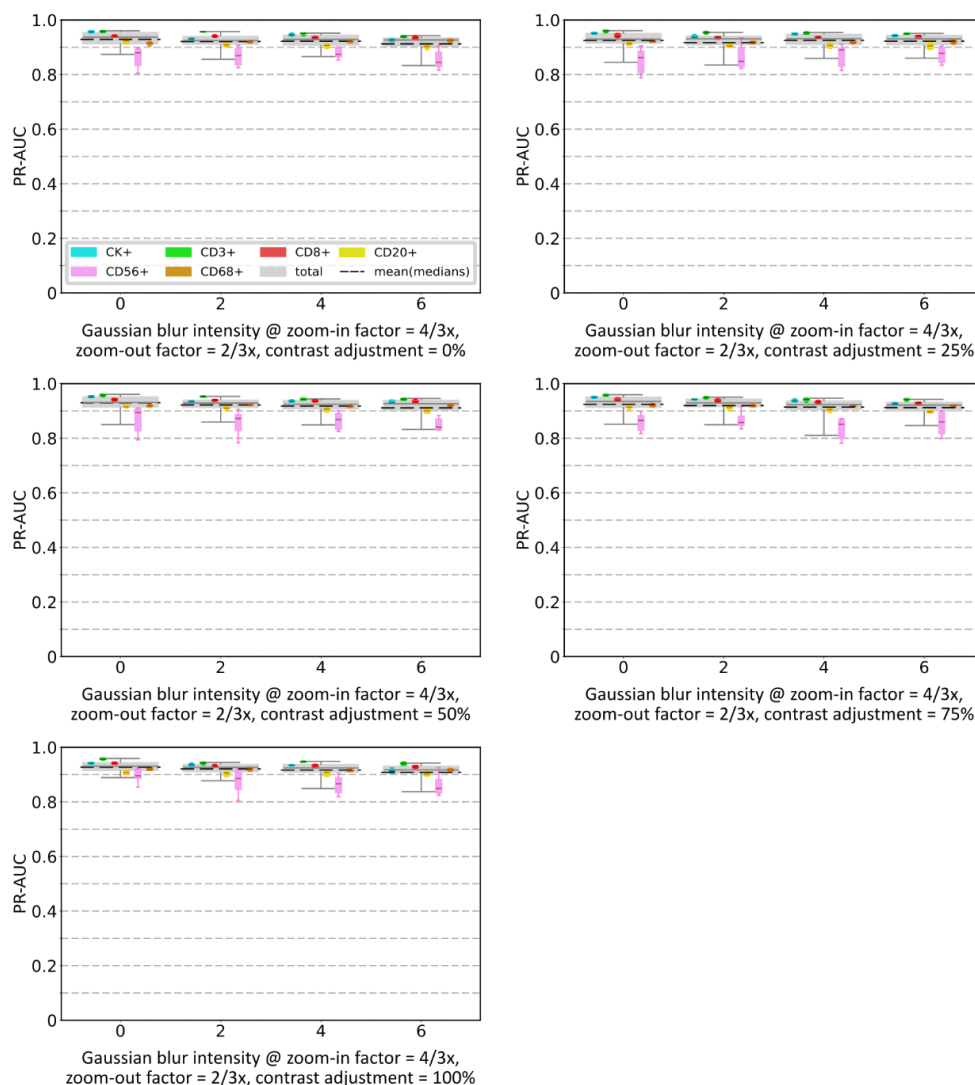 PR-AUC
1.0
0.8
0.6
0.4
0.2
0
CK+ CD3+ CD8+ CD20+
CD56+ CD68+ total mean(medians)
0 2 4 6
Gaussian blur intensity @ zoom-in factor = 4/3x,
zoom-out factor = 2/3x, contrast adjustment = 0%
PR-AUC
1.0
0.8
0.6
0.4
0.2
0
0 2 4 6
Gaussian blur intensity @ zoom-in factor = 4/3x,
zoom-out factor = 2/3x, contrast adjustment = 25%
PR-AUC
1.0
0.8
0.6
0.4
0.2
0
0 2 4 6
Gaussian blur intensity @ zoom-in factor = 4/3x,
zoom-out factor = 2/3x, contrast adjustment = 50%
PR-AUC
1.0
0.8
0.6
0.4
0.2
0
0 2 4 6
Gaussian blur intensity @ zoom-in factor = 4/3x,
zoom-out factor = 2/3x, contrast adjustment = 75%
PR-AUC
1.0
0.8
0.6
0.4
0.2
0
0 2 4 6
Gaussian blur intensity @ zoom-in factor = 4/3x,
zoom-out factor = 2/3x, contrast adjustment = 100%